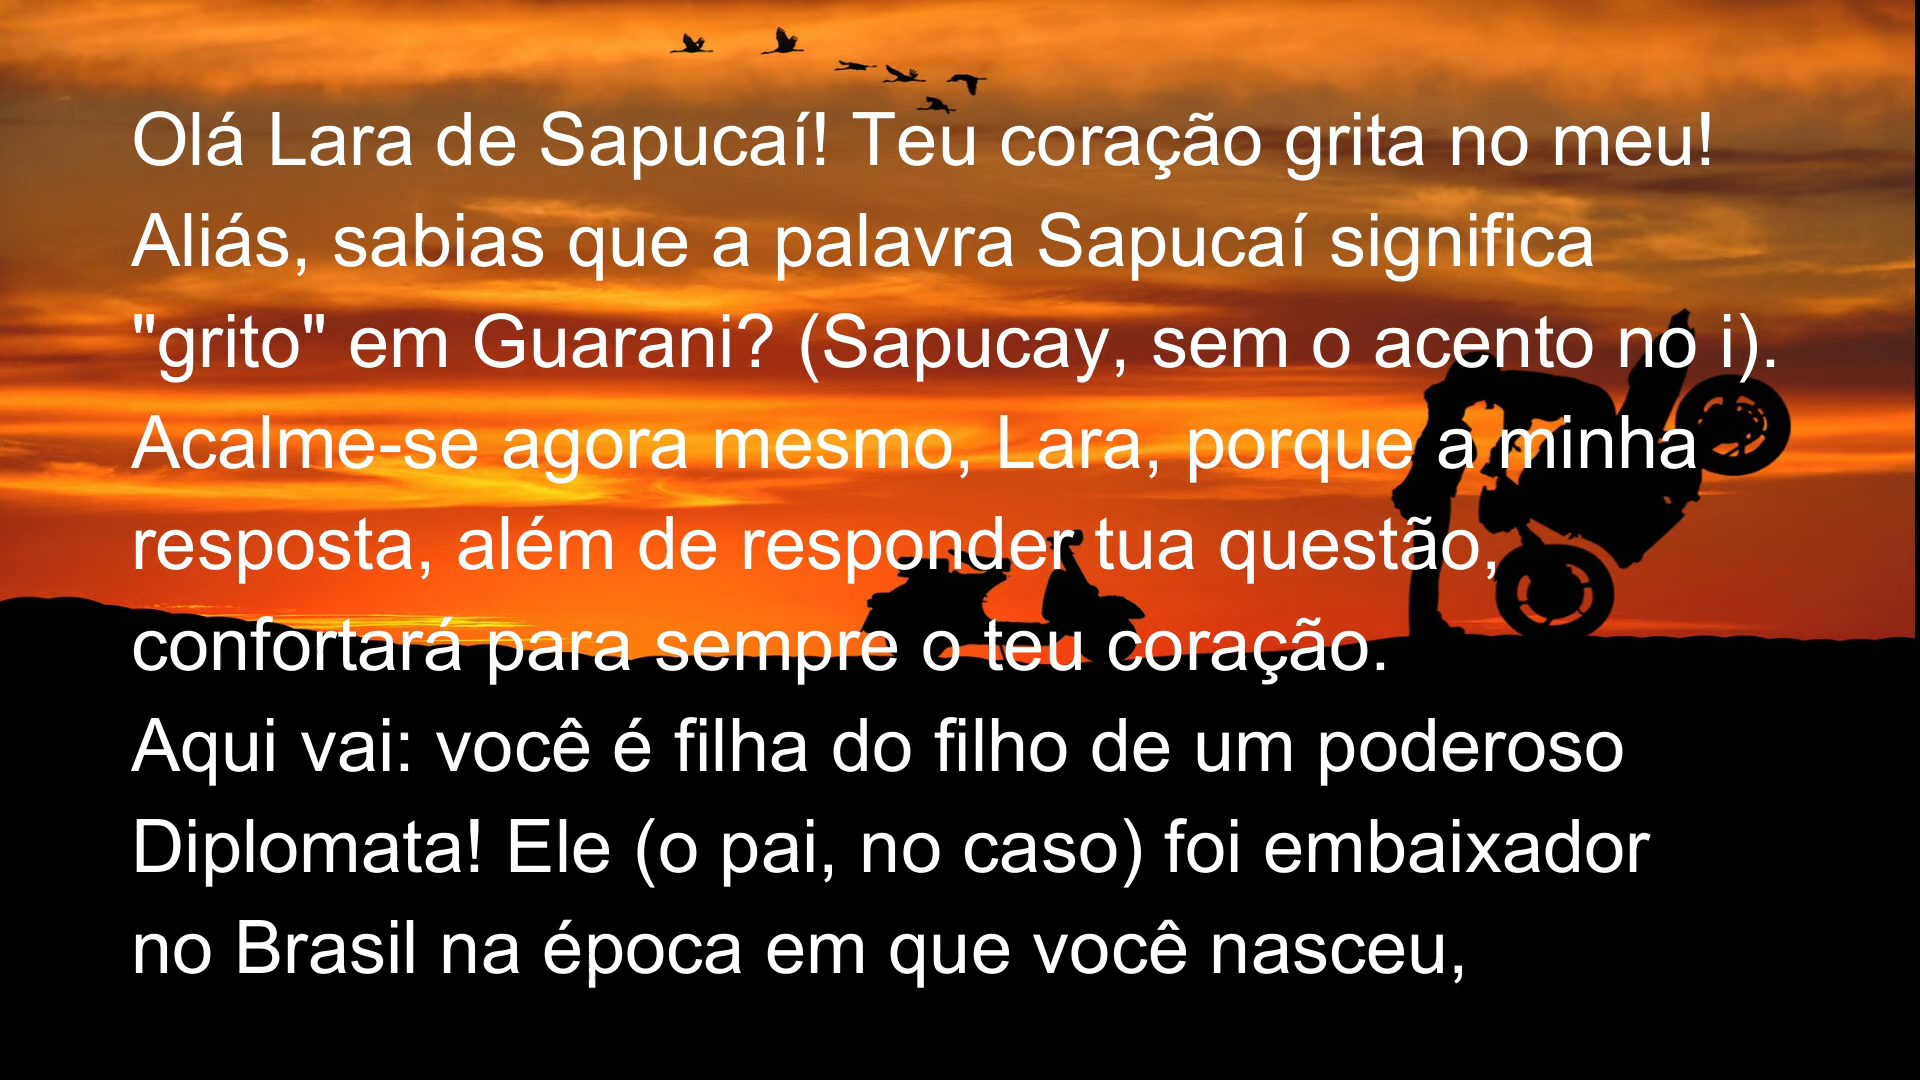 Olá Lara de Sapucaí! Teu coração grita no meu!
Aliás, sabias que a palavra Sapucaí significa
"grito" em Guarani? (Sapucay, sem o acento no i).
Acalme-se agora mesmo, Lara, porque a minha
resposta, além de responder tua questão,
confortará para sempre o teu coração.
Aqui vai: você é filha do filho de um poderoso
Diplomata! Ele (o pai, no caso) foi embaixador
no Brasil na época em que você nasceu,